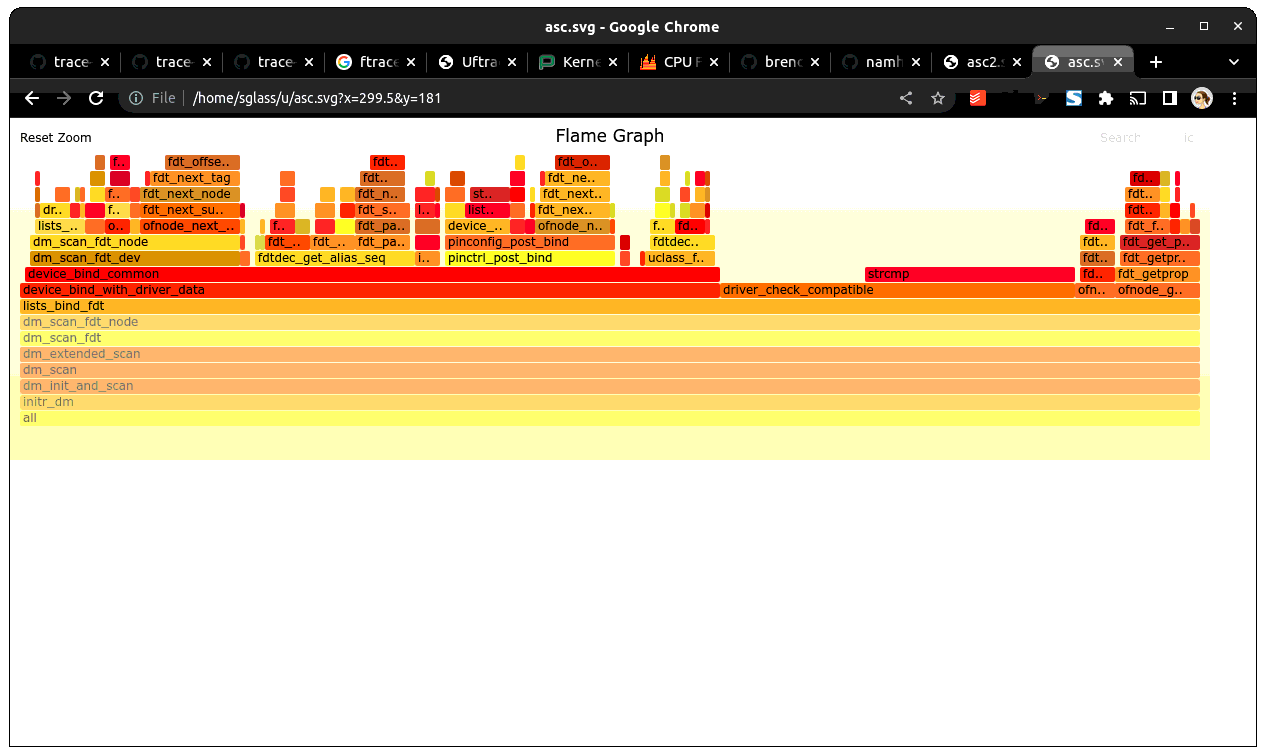 asc.svg - Google Chrome
trace- trace- trace- ftrace Uftra Kerne CPU F brend namh asc2.s asc.sv
File /home/sglass/u/asc.svg?x=299.5&y=181
Reset Zoom Flame Graph Search ic
f.. fdt_offse.. fdt.. fdt_o..
fdt_next_tag fdt.. fdt_ne.. fd..
f.. fdt_next_node fdt_n.. st.. fdt_next.. fdt..
dr.. f.. fdt_next_su.. fdt_s.. l.. list.. fdt_nex.. fdt..
lists_.. o.. ofnode_next_.. f.. fdt_pa.. device_.. ofnode_n.. f.. fd.. fd.. fdt_f..
dm_scan_fdt_node fdt_.. fdt_.. fdt_pa.. pinconfig_post_bind fdtdec.. fdt.. fdt_get_p..
dm_scan_fdt_dev fdtdec_get_alias_seq i.. pinctrl_post_bind uclass_f.. fdt.. fdt_getpr..
device_bind_common strcmp fd.. fdt_getprop
device_bind_with_driver_data driver_check_compatible ofn.. ofnode_g..
lists_bind_fdt
dm_scan_fdt_node
dm_scan_fdt
dm_extended_scan
dm_scan
dm_init_and_scan
initr_dm
all